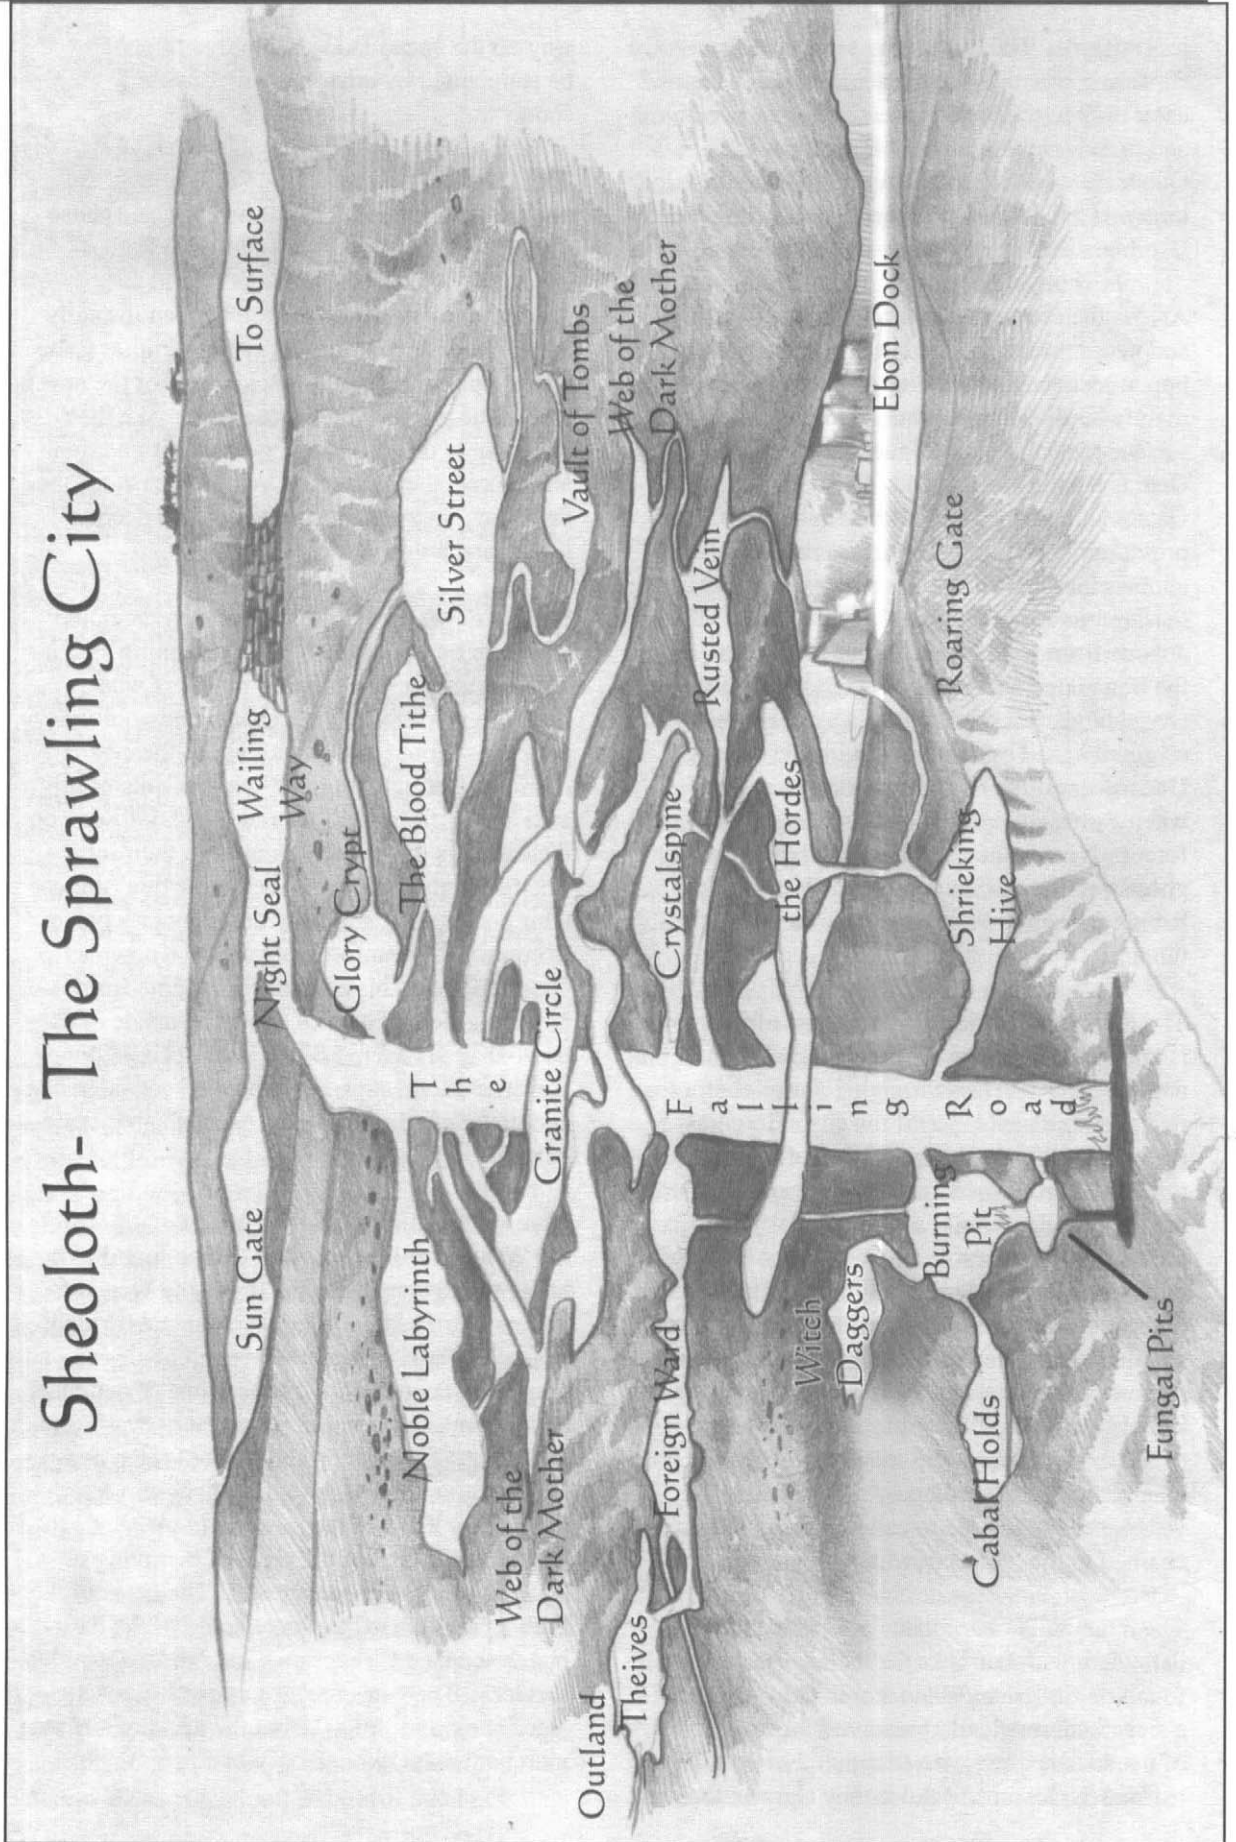 Sheoloth- The Sprawling City
To Surface
Wailing
Way
Night Seal
Sun Gate
Glory Crypt
The Blood Tithe
Silver Street
Noble Labyrinth
Vault of Tombs
Web of the
Dark Mother
Granite Circle
Web of the
Dark Mother
The
Falling
Road
Crystalspine
Rusted Vein
Foreign Ward
Outland
Theives
the Hordes
Ebon Dock
Roaring Gate
Witch
Daggers
Burning
Pit
Shrieking
Hive
Cabal Holds
Fungal Pits